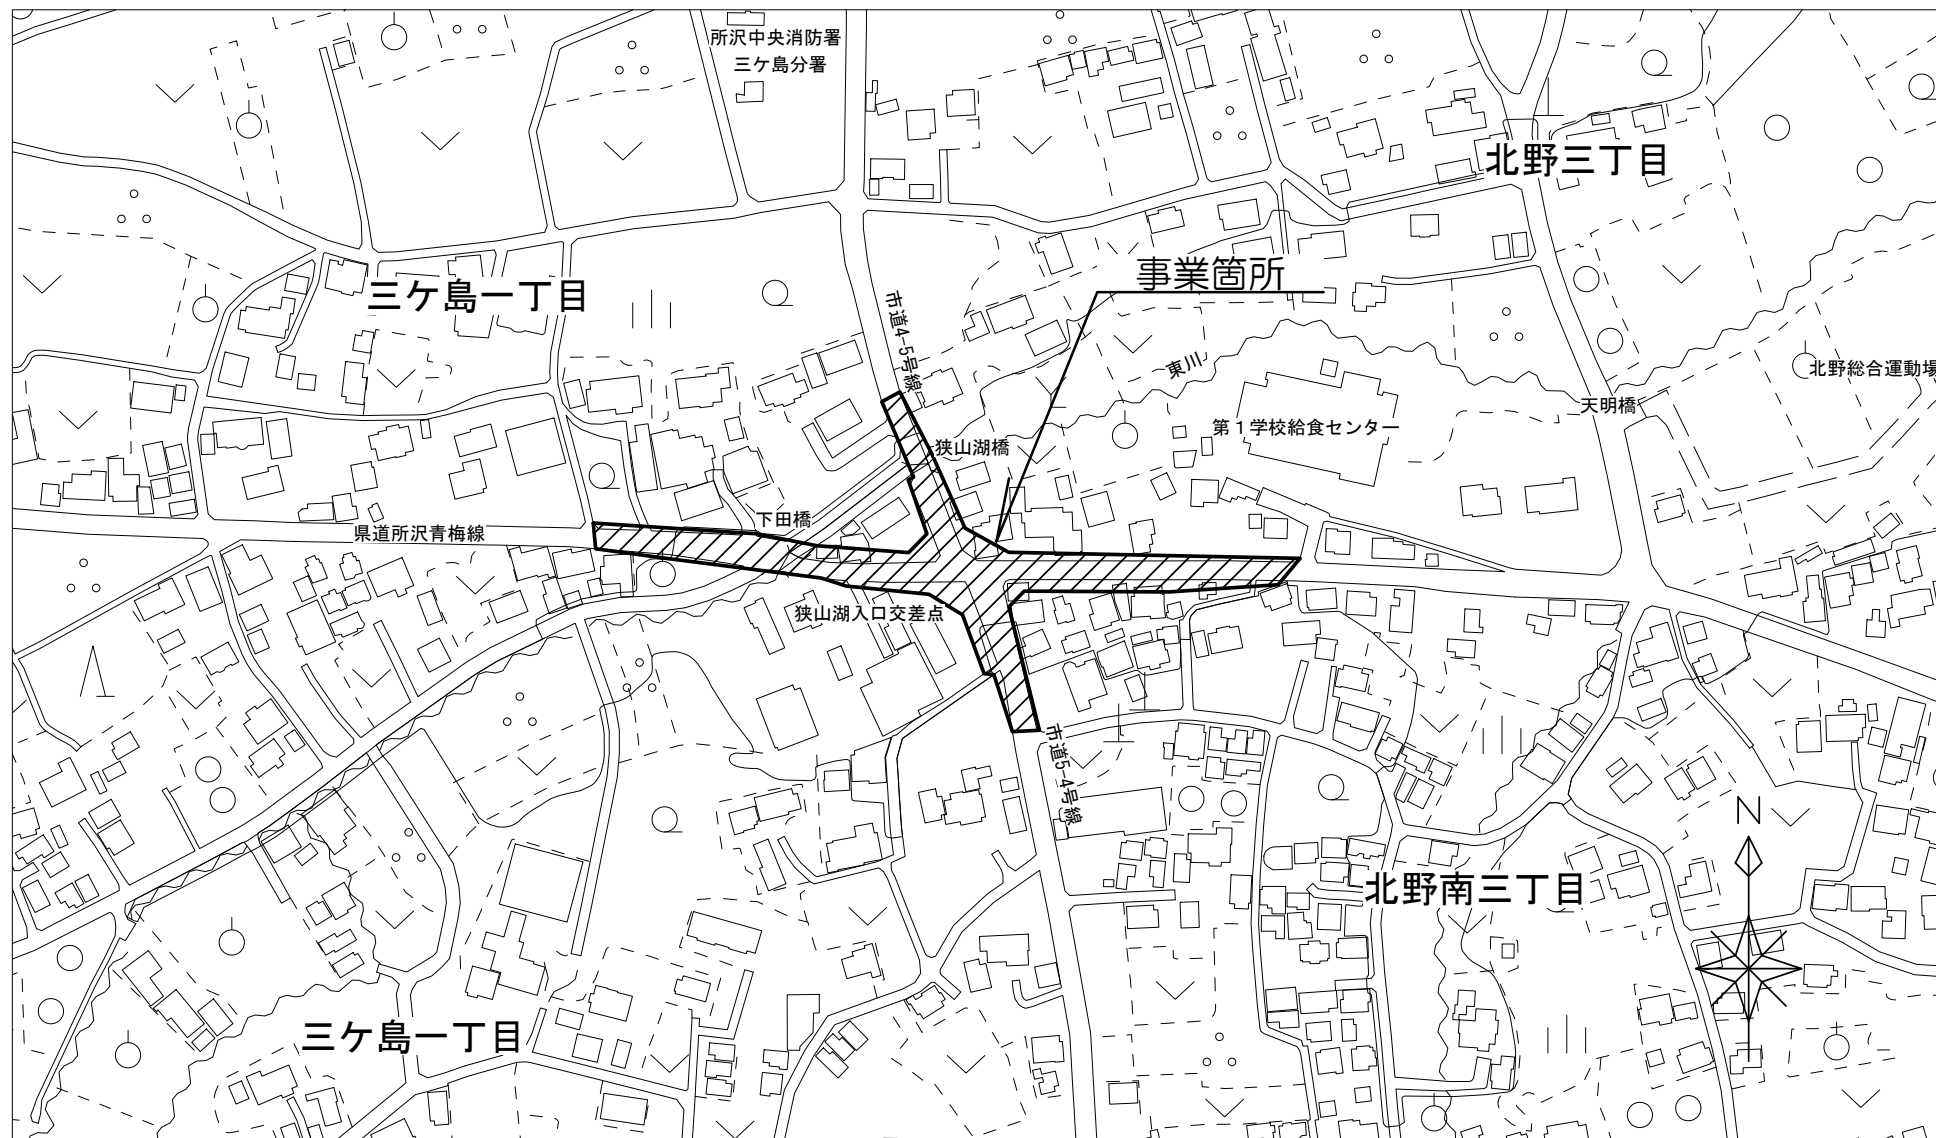 所沢中央消防署
三ケ島分署
北野三丁目
三ケ島一丁目
事業箇所
市道4-5号線
東川
北野総合運動場
天明橋
第1学校給食センター
狭山湖橋
下田橋
県道所沢青梅線
狭山湖入口交差点
市道5-4号線
N
北野南三丁目
三ケ島一丁目